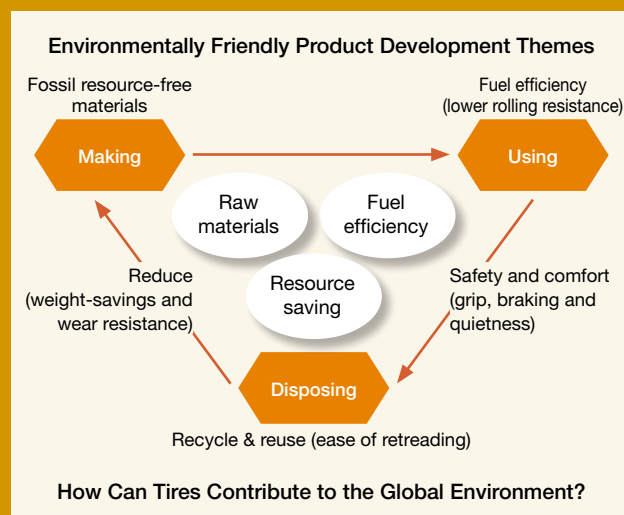 Environmentally Friendly Product Development Themes
Fossil resource-free
materials
Making
Fuel efficiency
(lower rolling resistance)
Using
Raw
materials
Fuel
efficiency
Resource
saving
Reduce
(weight-savings and
wear resistance)
Safety and comfort
(grip, braking and
quietness)
Disposing
Recycle & reuse (ease of retreading)
How Can Tires Contribute to the Global Environment?